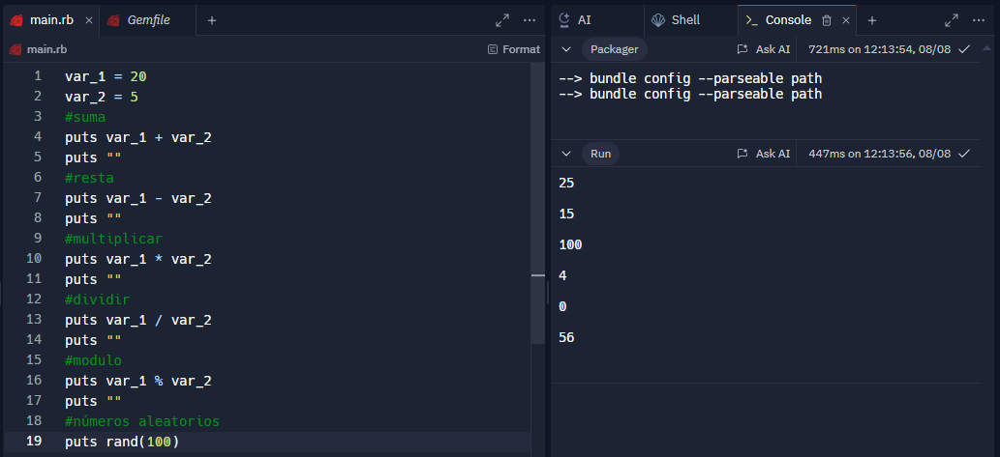 main.rb
Gemfile
main.rb
Format
1 var_1 = 20
2 var_2 = 5
3 #suma
4 puts var_1 + var_2
5 puts ""
6 #resta
7 puts var_1 - var_2
8 puts ""
9 #multiplicar
10 puts var_1 * var_2
11 puts ""
12 #dividir
13 puts var_1 / var_2
14 puts ""
15 #modulo
16 puts var_1 % var_2
17 puts ""
18 #números aleatorios
19 puts rand(100)
AI
Shell
Console
Packager
Ask AI
721ms on 12:13:54, 08/08
--> bundle config --parseable path
--> bundle config --parseable path
Run
Ask AI
447ms on 12:13:56, 08/08
25
15
100
4
0
56